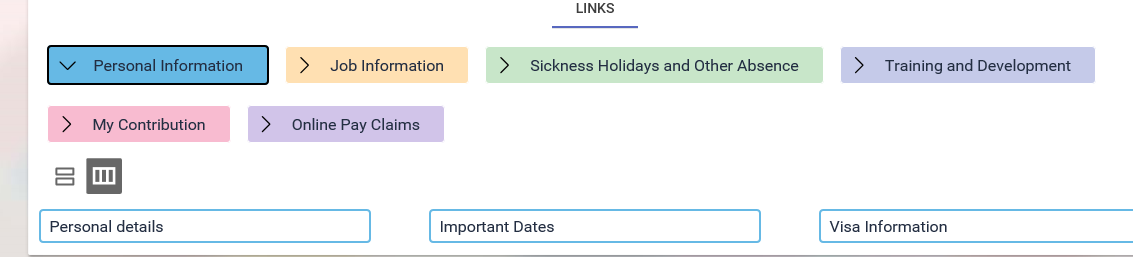 LINKS
Personal Information
Job Information
Sickness Holidays and Other Absence
Training and Development
My Contribution
Online Pay Claims
Personal details
Important Dates
Visa Information